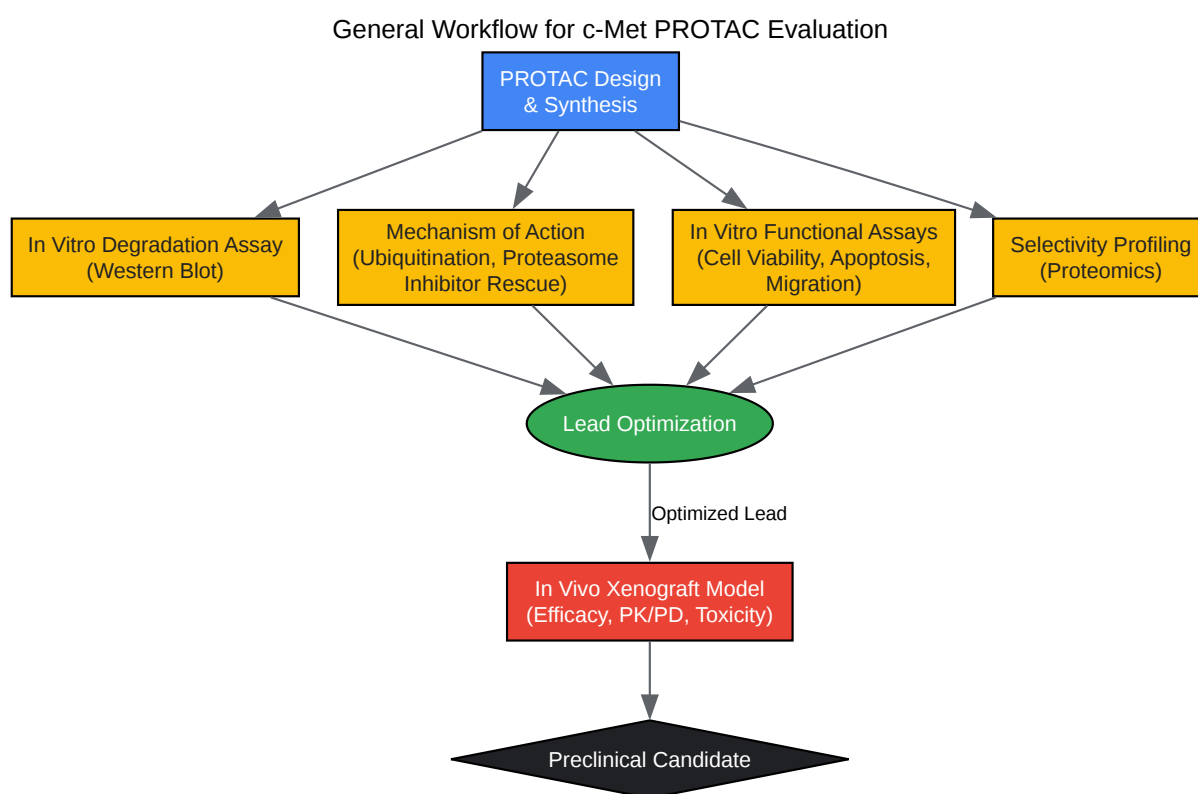 General Workflow for c-Met PROTAC Evaluation
PROTAC Design
& Synthesis
In Vitro Degradation Assay
(Western Blot)
Mechanism of Action
(Ubiquitination, Proteasome
Inhibitor Rescue)
In Vitro Functional Assays
(Cell Viability, Apoptosis,
Migration)
Selectivity Profiling
(Proteomics)
Lead Optimization
Optimized Lead
In Vivo Xenograft Model
(Efficacy, PK/PD, Toxicity)
Preclinical Candidate